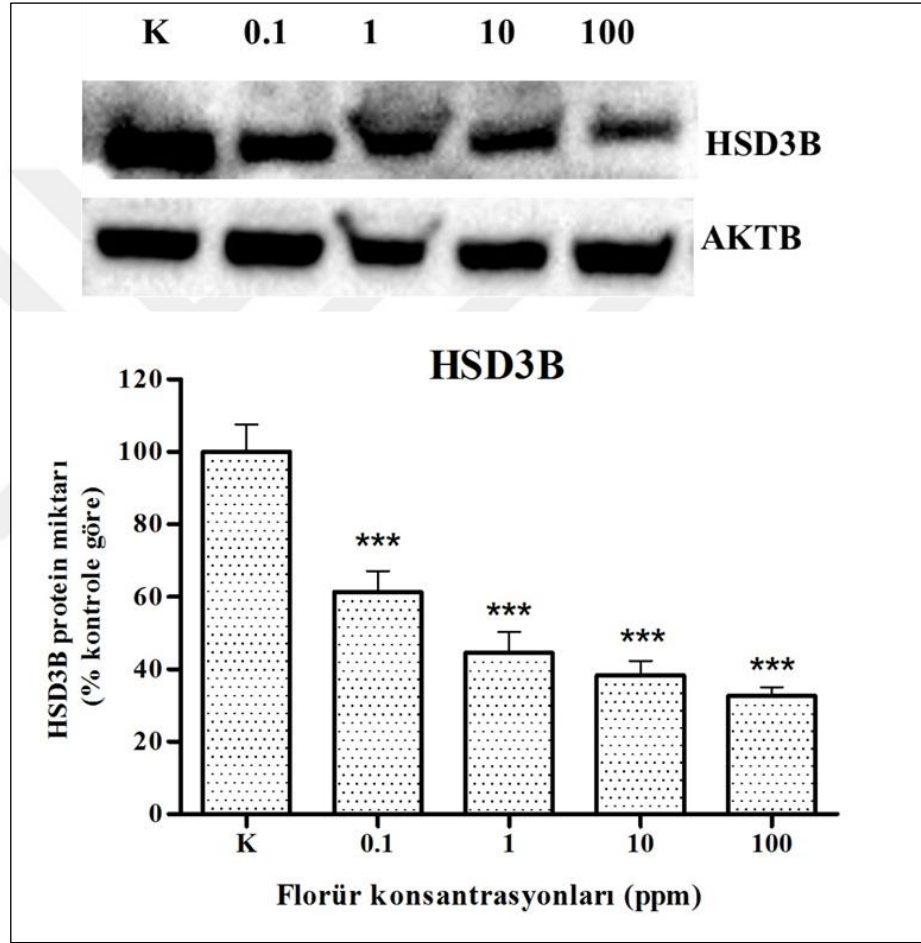 K 0.1 1 10 100
HSD3B
AKTB
HSD3B
HSD3B protein miktarı
(% kontrole göre)
120
100
80
60
40
20
0
***
***
***
***
K 0.1 1 10 100
Florür konsantrasyonları (ppm)